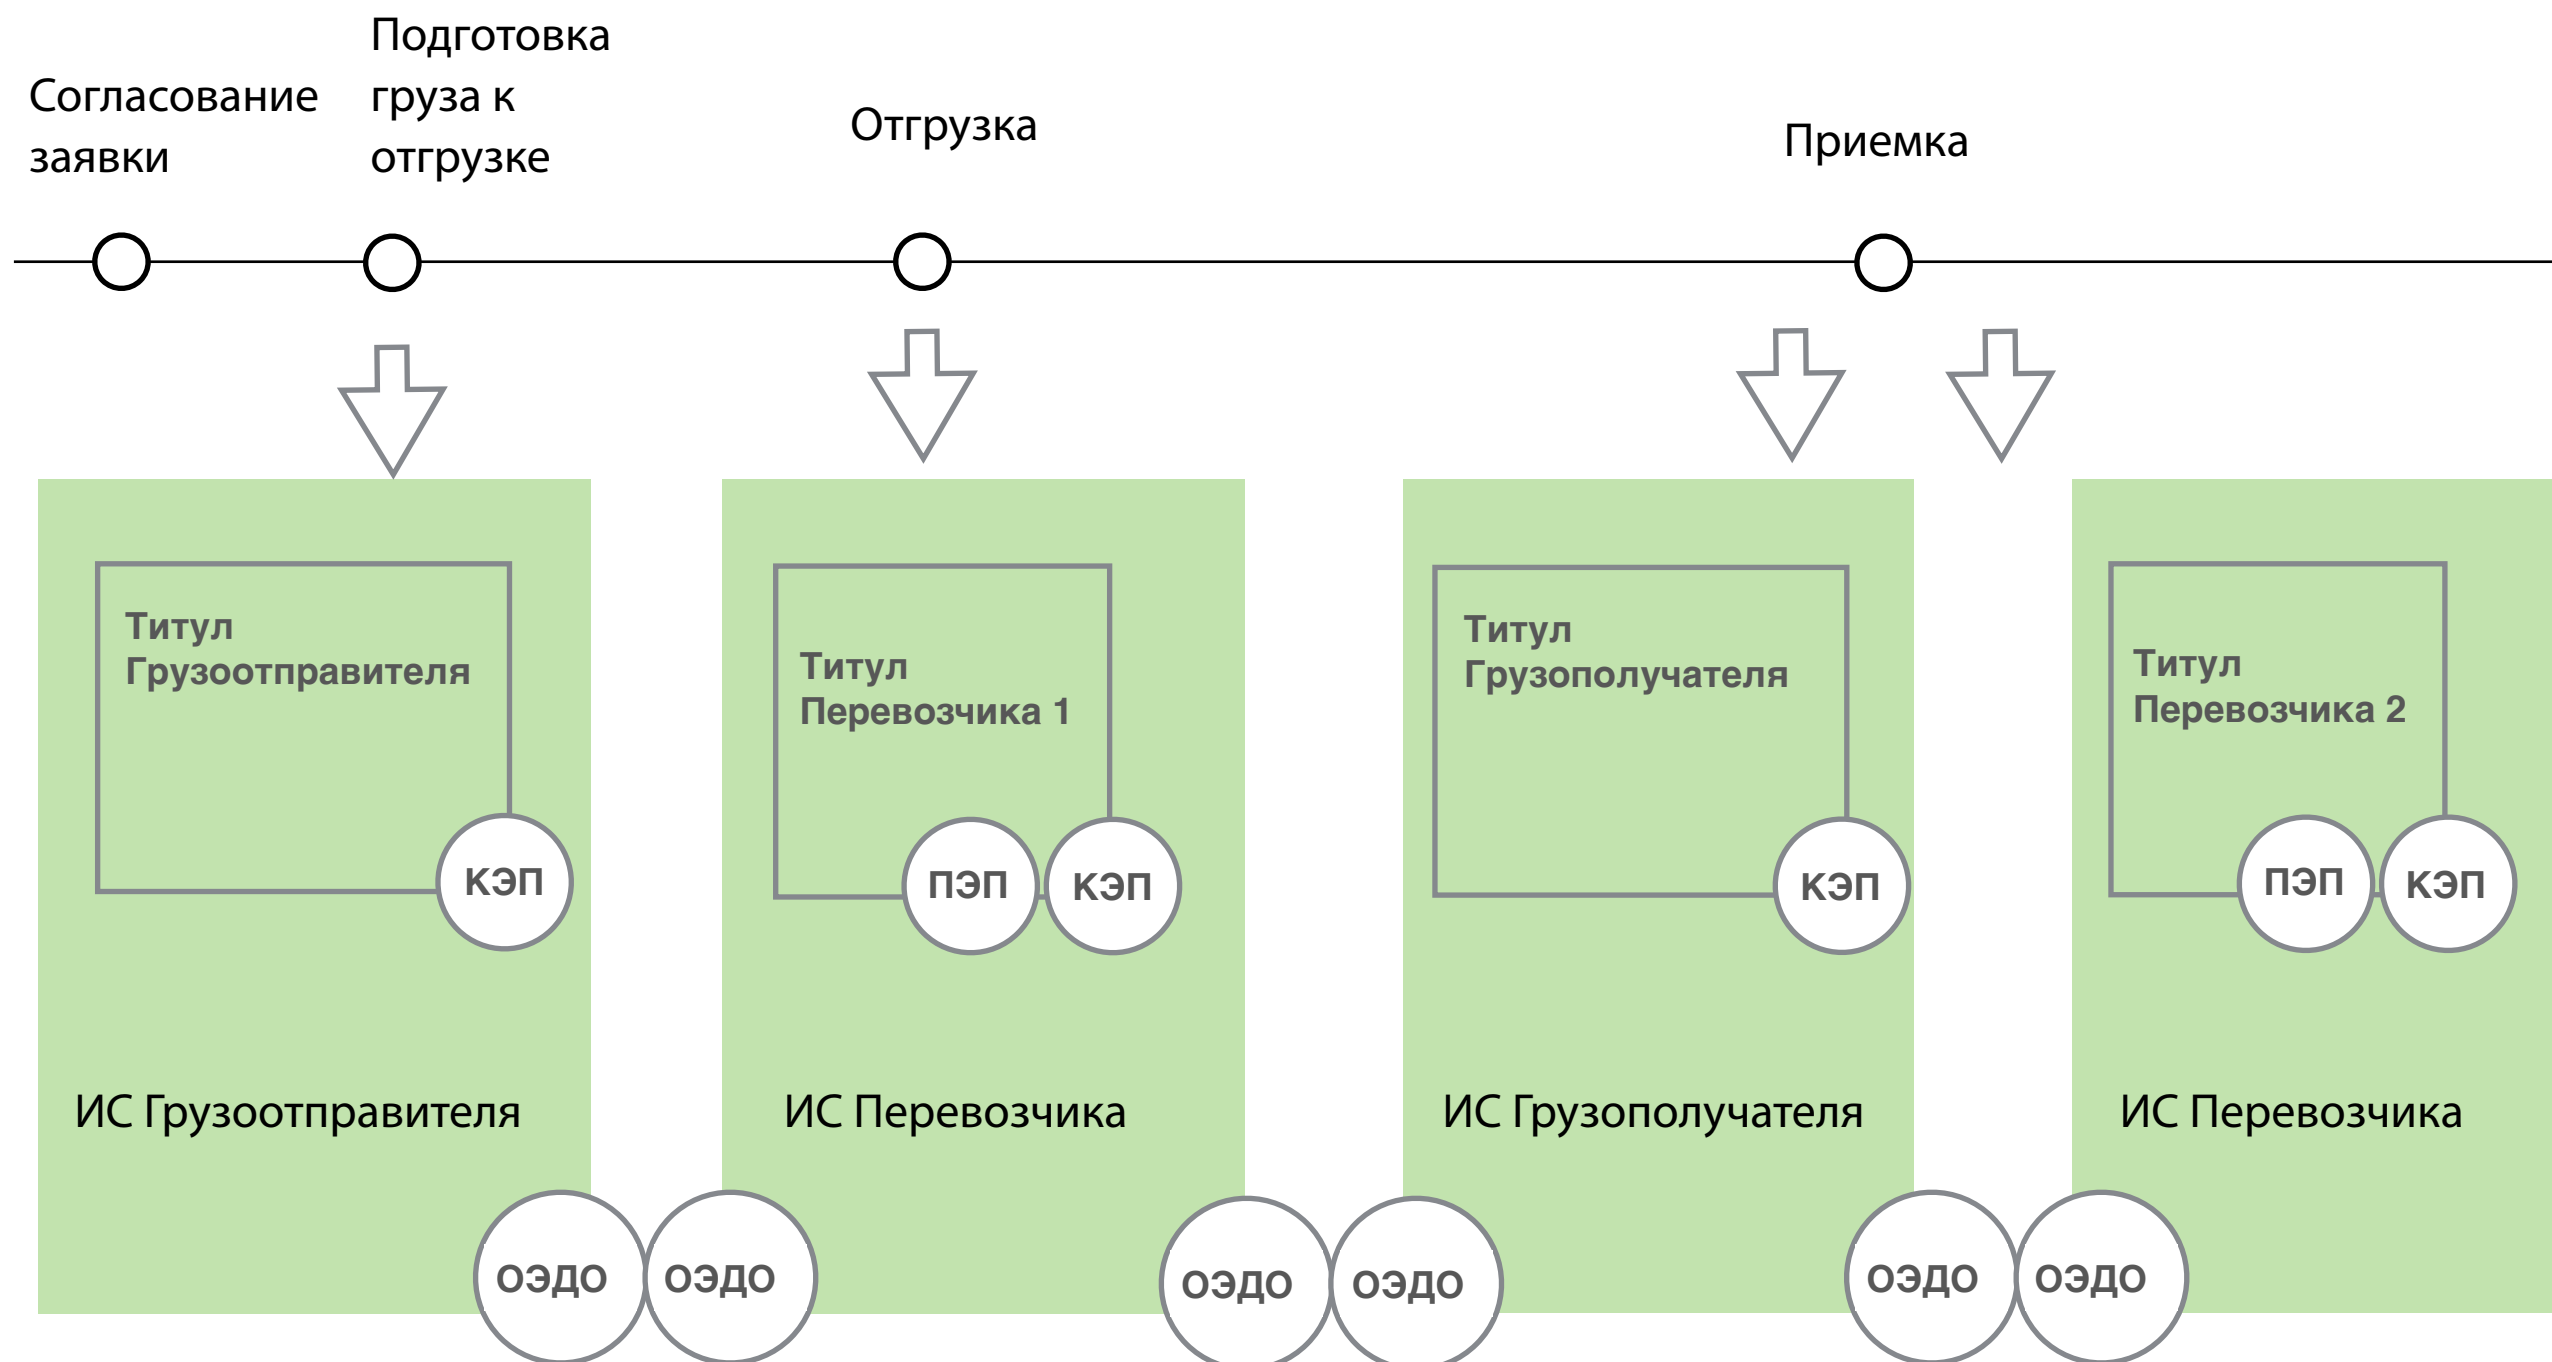 Согласование
заявки
Подготовка
груза к
отгрузке
Отгрузка
Приемка
Титул
Грузоотправителя
КЭП
ИС Грузоотправителя
Титул
Перевозчика 1
ПЭП
КЭП
ИС Перевозчика
Титул
Грузополучателя
КЭП
ИС Грузополучателя
Титул
Перевозчика 2
ПЭП
КЭП
ИС Перевозчика
ОЭДО
ОЭДО
ОЭДО
ОЭДО
ОЭДО
ОЭДО